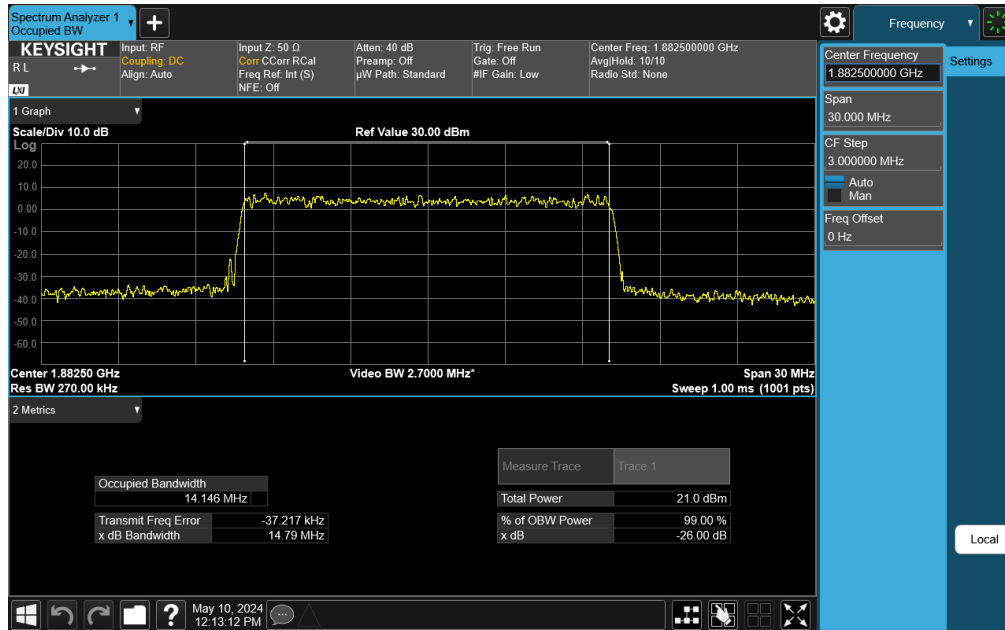 Spectrum Analyzer 1
Occupied BW
Frequency
KEYSIGHT
R L
LXI
Input: RF
Coupling: DC
Align: Auto
Input Z: 50 Ω
Corr CCorr RCal
Freq Ref: Int (S)
NFE: Off
Atten: 40 dB
Preamp: Off
µW Path: Standard
Trig: Free Run
Gate: Off
#IF Gain: Low
Center Freq: 1.882500000 GHz
Avg|Hold: 10/10
Radio Std: None
Center Frequency
1.882500000 GHz
Settings
Span
30.000 MHz
CF Step
3.000000 MHz
Auto
Man
Freq Offset
0 Hz
Local
1 Graph
Scale/Div 10.0 dB
Ref Value 30.00 dBm
Log
20.0
10.0
0.00
-10.0
-20.0
-30.0
-40.0
-50.0
-60.0
Center 1.88250 GHz
Video BW 2.7000 MHz*
Span 30 MHz
Res BW 270.00 kHz
Sweep 1.00 ms (1001 pts)
2 Metrics
Measure Trace
Trace 1
Occupied Bandwidth
14.146 MHz
Total Power
21.0 dBm
Transmit Freq Error
-37.217 kHz
% of OBW Power
99.00 %
x dB Bandwidth
14.79 MHz
x dB
-26.00 dB
?
May 10, 2024
12:13:12 PM